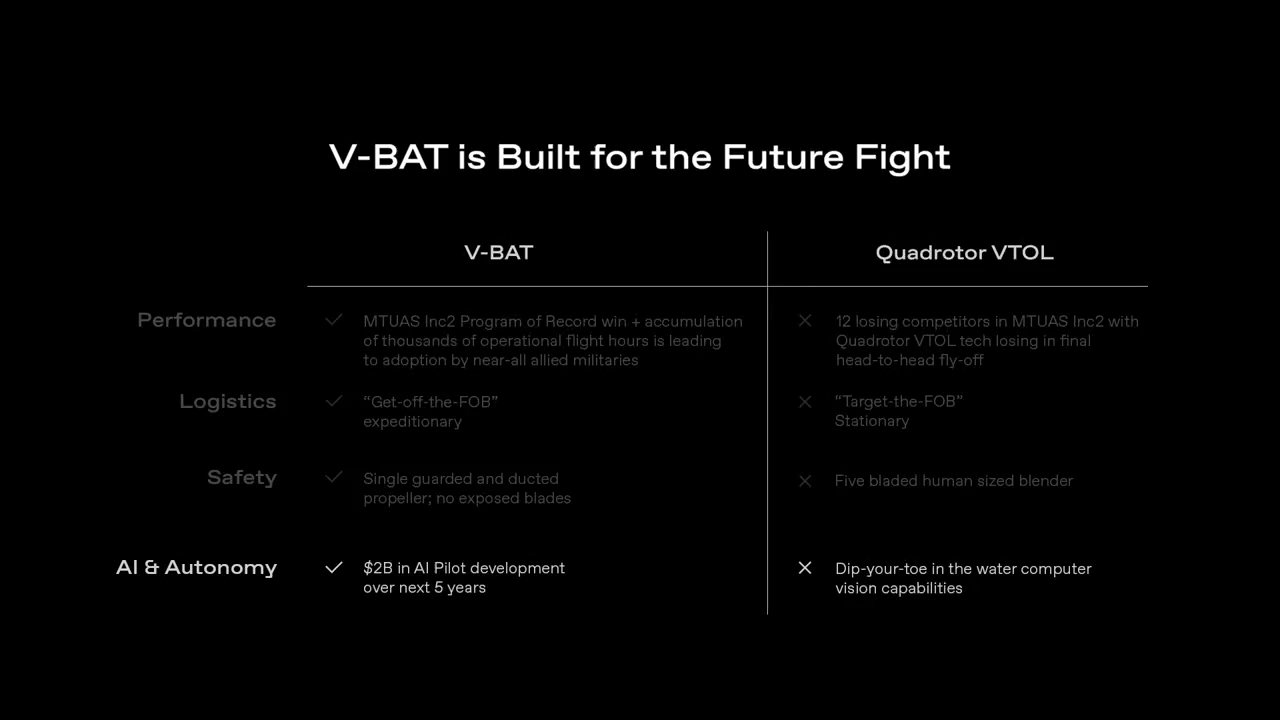 V-BAT is Built for the Future Fight
V-BAT
Quadrotor VTOL
Performance
MTUAS Inc2 Program of Record win + accumulation
of thousands of operational flight hours is leading
to adoption by near-all allied militaries
12 losing competitors in MTUAS Inc2 with
Quadrotor VTOL tech losing in final
head-to-head fly-off
Logistics
“Get-off-the-FOB”
expeditionary
“Target-the-FOB”
Stationary
Safety
Single guarded and ducted
propeller; no exposed blades
Five bladed human sized blender
AI & Autonomy
$2B in AI Pilot development
over next 5 years
Dip-your-toe in the water computer
vision capabilities